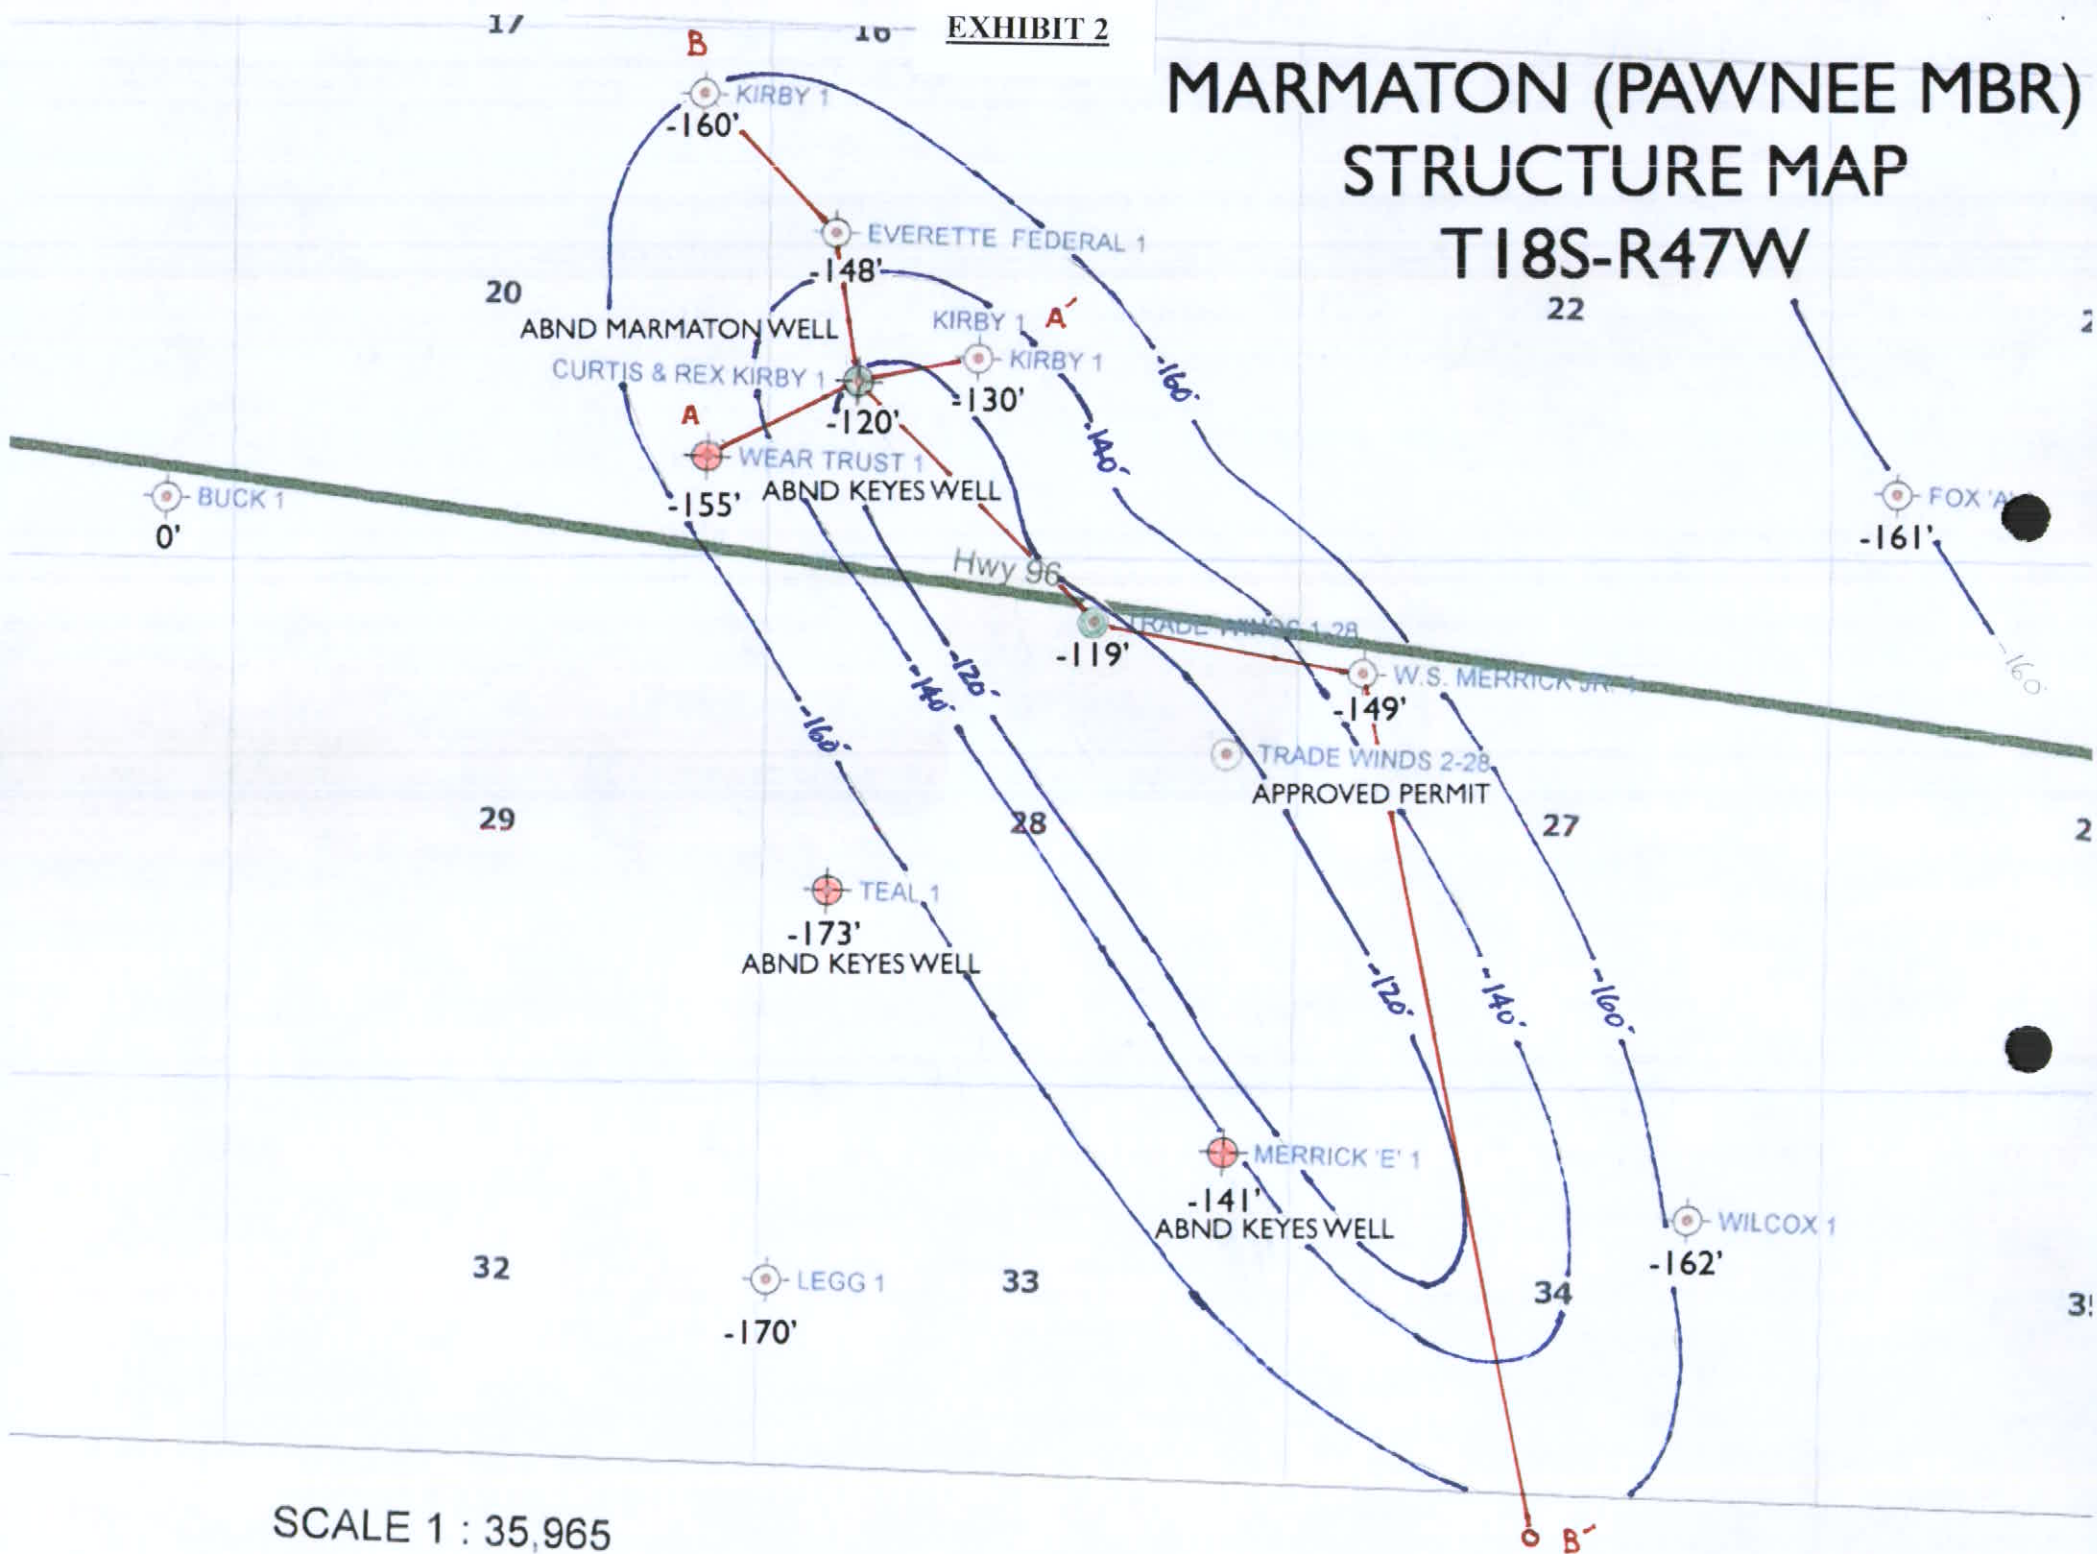 EXHIBIT 2
17
16
B
MARMATON (PAWNEE MBR)
STRUCTURE MAP
T18S-R47W
KIRBY 1
-160'
EVERETTE FEDERAL 1
-148'
20
22
ABND MARMATON WELL
KIRBY 1
A'
CURTIS & REX KIRBY 1
KIRBY 1
-160'
-120'
-130'
A
-140'
WEAR TRUST 1
-155'
ABND KEYES WELL
BUCK 1
0'
FOX 'A'
-161'
Hwy 96
TRADE WINDS 1-28
-119'
-160'
-120'
-140'
W.S. MERRICK JR. 1
-149'
-160'
TRADE WINDS 2-28
APPROVED PERMIT
29
28
27
2
TEAL 1
-173'
ABND KEYES WELL
-120'
-140'
-160'
MERRICK 'E' 1
-141'
ABND KEYES WELL
WILCOX 1
-162'
32
LEGG 1
33
34
-170'
SCALE 1 : 35,965
B'